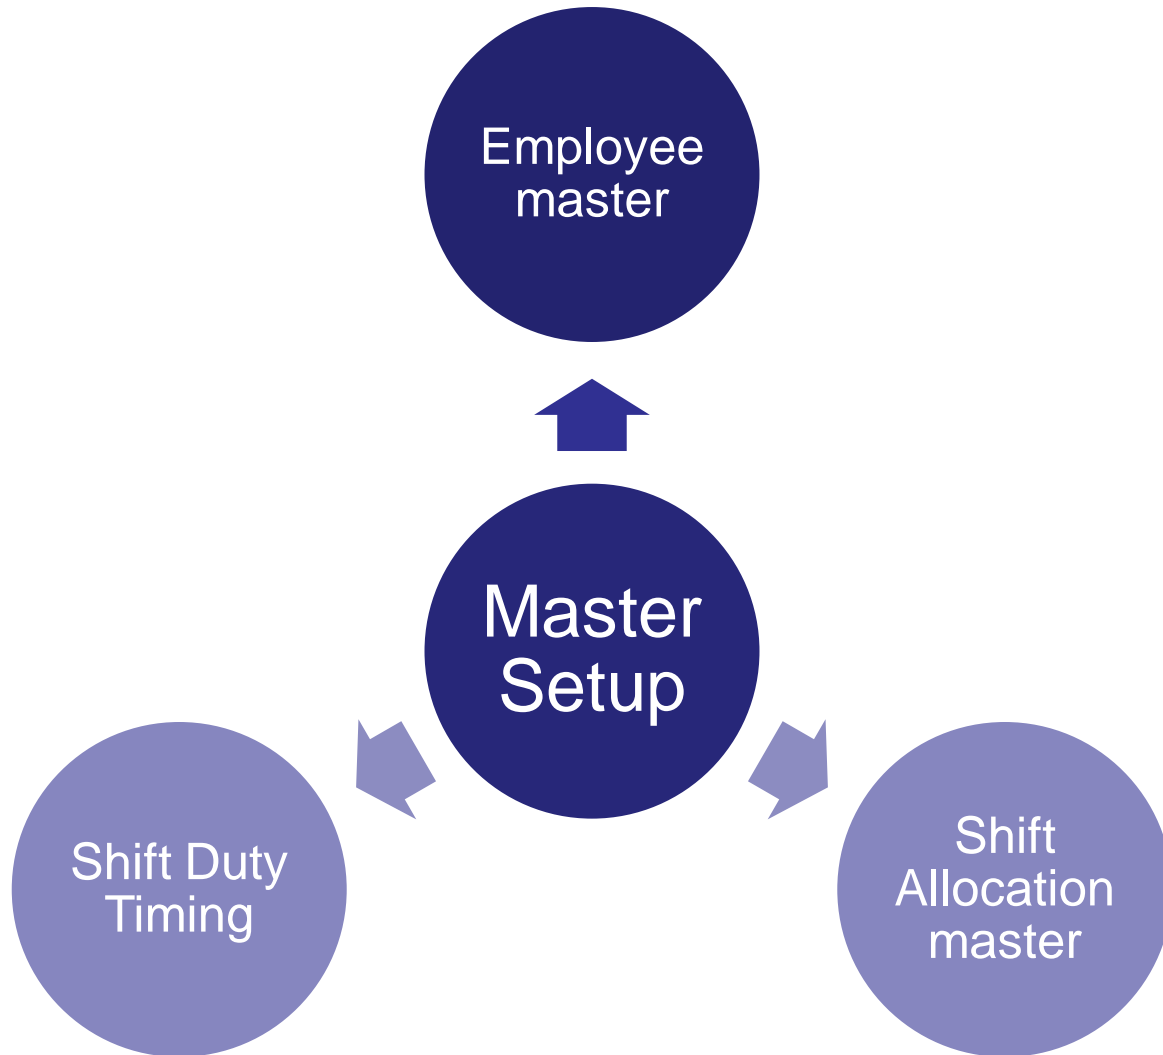 Employee
master
Master
Setup
Shift Duty
Timing
Shift
Allocation
master